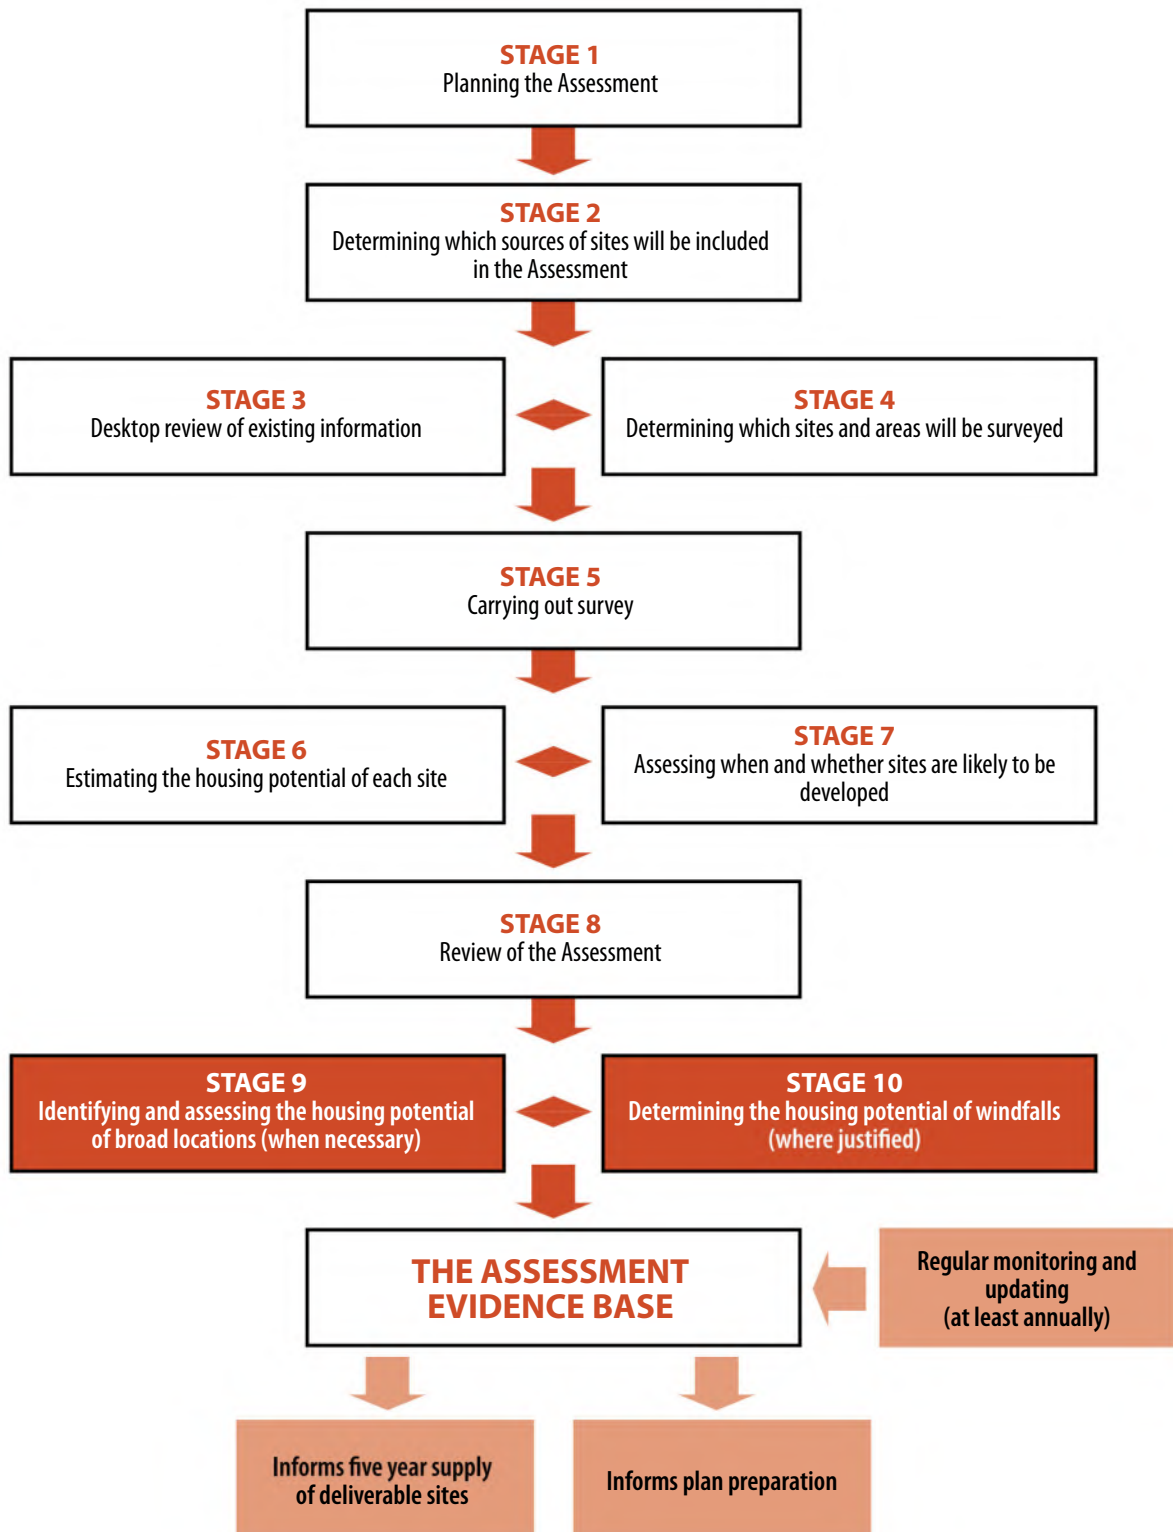 STAGE 1
Planning the Assessment
STAGE 2
Determining which sources of sites will be included
in the Assessment
STAGE 3
Desktop review of existing information
STAGE 4
Determining which sites and areas will be surveyed
STAGE 5
Carrying out survey
STAGE 6
Estimating the housing potential of each site
STAGE 7
Assessing when and whether sites are likely to be
developed
STAGE 8
Review of the Assessment
STAGE 9
Identifying and assessing the housing potential
of broad locations (when necessary)
STAGE 10
Determining the housing potential of windfalls
(where justified)
THE ASSESSMENT
EVIDENCE BASE
Regular monitoring and
updating
(at least annually)
Informs five year supply
of deliverable sites
Informs plan preparation